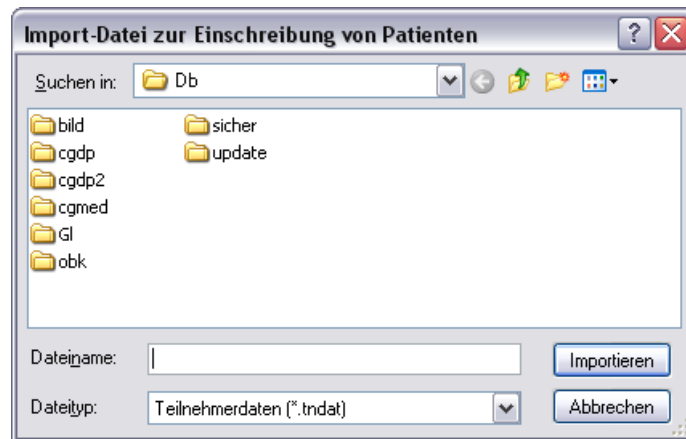 Import-Datei zur Einschreibung von Patienten
Suchen in: Db
bild
cgdp
cgdp2
cgmed
GI
obk
sicher
update
Dateiname:
Importieren
Dateityp: Teilnehmerdaten (*.tndat)
Abbrechen